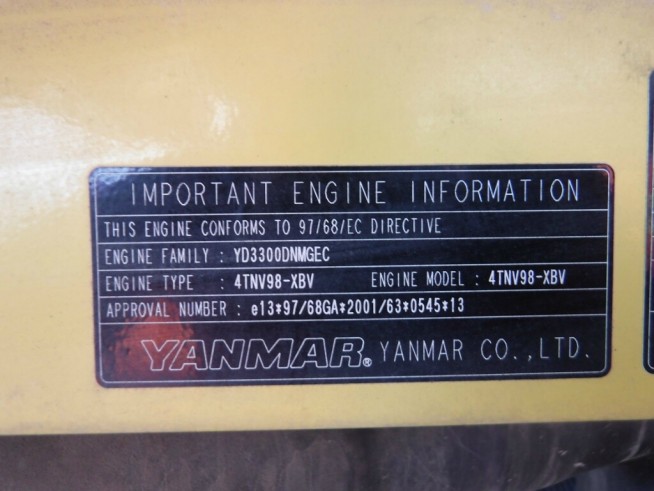 IMPORTANT ENGINE INFORMATION
THIS ENGINE CONFORMS TO 97/68/EC DIRECTIVE
ENGINE FAMILY : YD3300DNMGEC
ENGINE TYPE : 4TNV98-XBV ENGINE MODEL : 4TNV98-XBV
APPROVAL NUMBER : e13*97/68GA*2001/63*0545*13
YANMAR® YANMAR CO.,LTD.